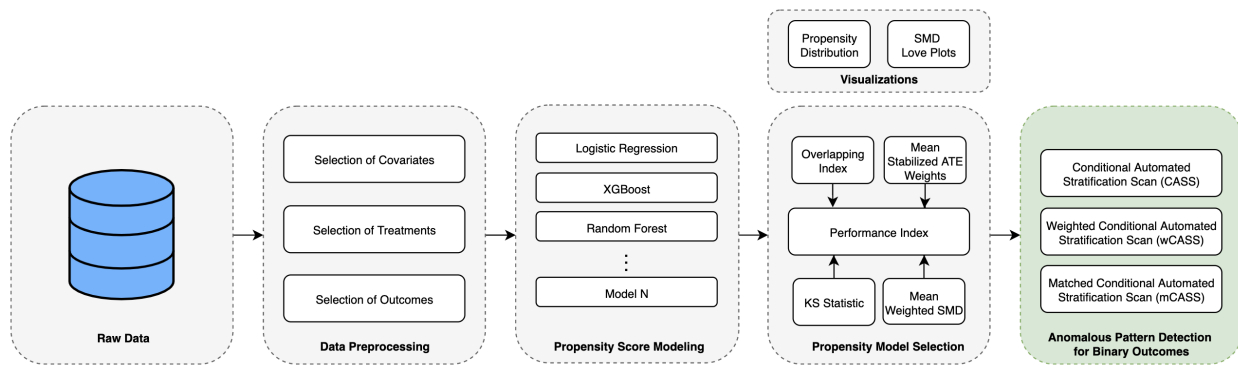 Propensity
Distribution
SMD
Love Plots
Visualizations
Raw Data
Selection of Covariates
Selection of Treatments
Selection of Outcomes
Data Preprocessing
Logistic Regression
XGBoost
Random Forest
⋮
Model N
Propensity Score Modeling
Overlapping
Index
Mean
Stabilized ATE
Weights
Performance Index
KS Statistic
Mean
Weighted SMD
Propensity Model Selection
Conditional Automated
Stratification Scan (CASS)
Weighted Conditional Automated
Stratification Scan (wCASS)
Matched Conditional Automated
Stratification Scan (mCASS)
Anomalous Pattern Detection
for Binary Outcomes